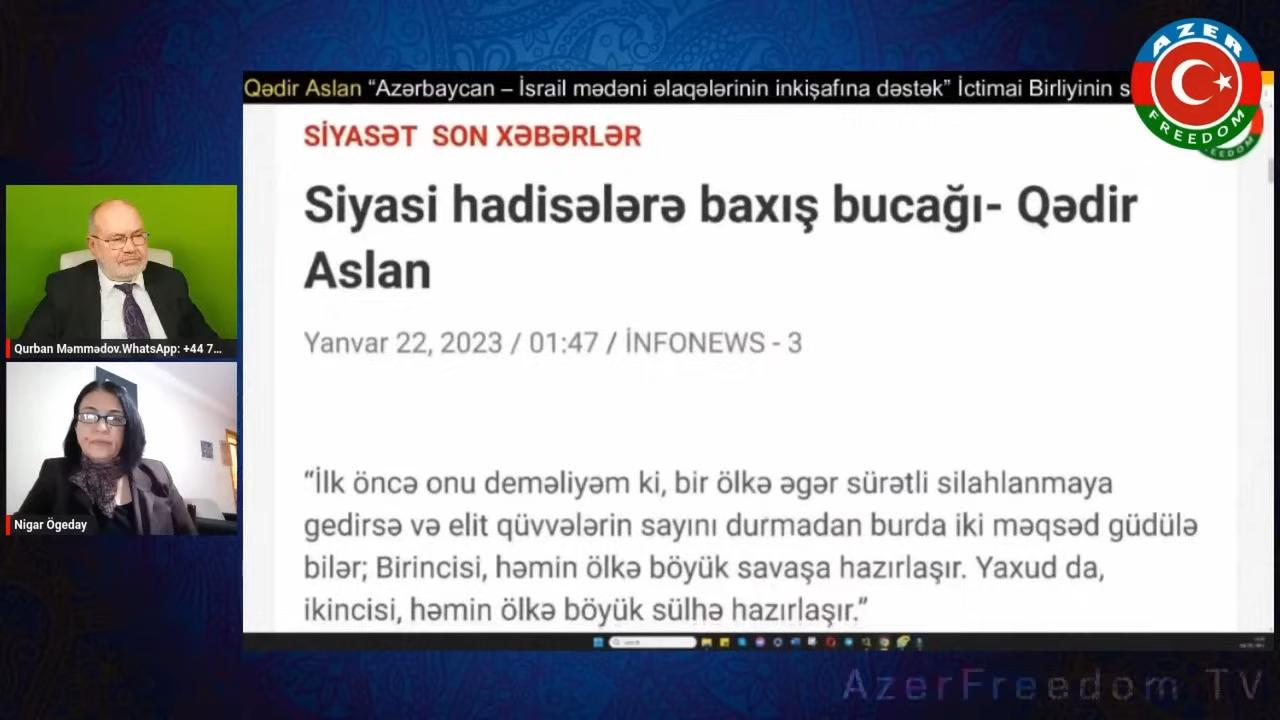 AZER
FREEDOM
Qədir Aslan “Azərbaycan – İsrail mədəni əlaqələrinin inkişafına dəstək” İctimai Birliyinin s
SİYASƏT SON XƏBƏRLƏR
Siyasi hadisələrə baxış bucağı- Qədir
Aslan
Yanvar 22, 2023 / 01:47 / İNFONEWS - 3
“İlk öncə onu deməliyəm ki, bir ölkə əgər sürətli silahlanmaya
gedirsə və elit qüvvələrin sayını durmadan burda iki məqsəd güdülə
bilər; Birincisi, həmin ölkə böyük savaşa hazırlaşır. Yaxud da,
ikincisi, həmin ölkə böyük sülhə hazırlaşır.”
Qurban Məmmədov.WhatsApp: +44 7...
Nigar Ögeday
AzerFreedom TV